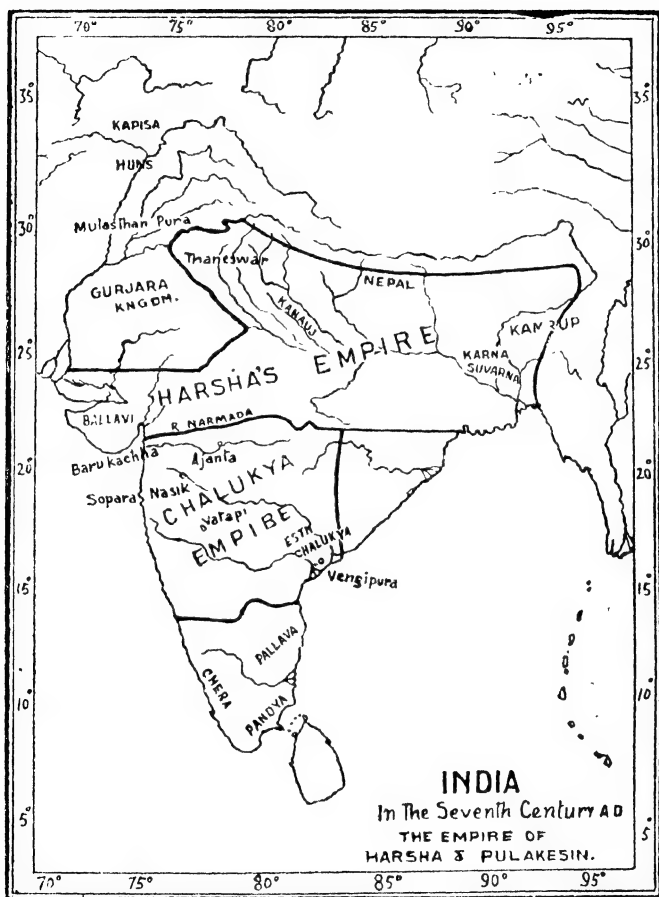 70° 75° 80° 85° 90° 95°
35° 35°
KAPISA
HUNS
30° 30°
Mulasthan Pura
Thaneswar
GURJARA
KNGDM.
NEPAL
KANAUJ
KAMRUP
25° 25°
HARSHA'S EMPIRE
KARNA
SUVARNA
BALLAVI
R. NARMADA
Barukachha
Ajanta
20° 20°
Sopara
Nasik
CHALUKYA
Vatapi
EMPIBE
ESTN
CHALUKYA
Vengipura
15° 15°
PALLAVA
CHERA
PANDYA
10° 10°
INDIA
In The Seventh Century A D
THE EMPIRE OF
HARSHA & PULAKESIN.
5° 5°
70° 75° 80° 85° 90° 95°